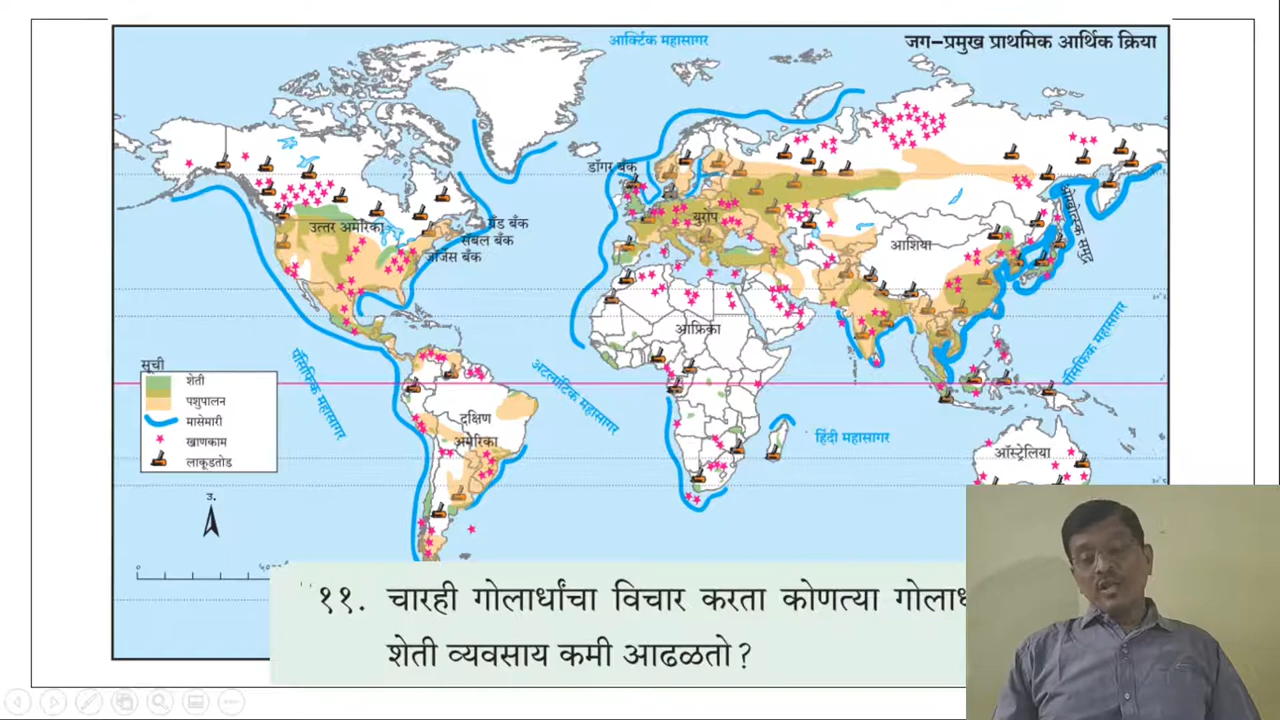 आर्क्टिक महासागर
जग–प्रमुख प्राथमिक आर्थिक क्रिया
डॉगर बँक
ग्रँड बँक
सेबल बँक
जॉर्जेस बँक
उत्तर अमेरिका
युरोप
आशिया
ओखोत्स्क समुद्र
आफ्रिका
पॅसिफिक महासागर
अटलांटिक महासागर
पॅसिफिक महासागर
सूची
शेती
पशुपालन
मासेमारी
खाणकाम
लाकूडतोड
दक्षिण
अमेरिका
हिंदी महासागर
ऑस्ट्रेलिया
उ.
०
११. चारही गोलार्धांचा विचार करता कोणत्या
शेती व्यवसाय कमी आढळतो?